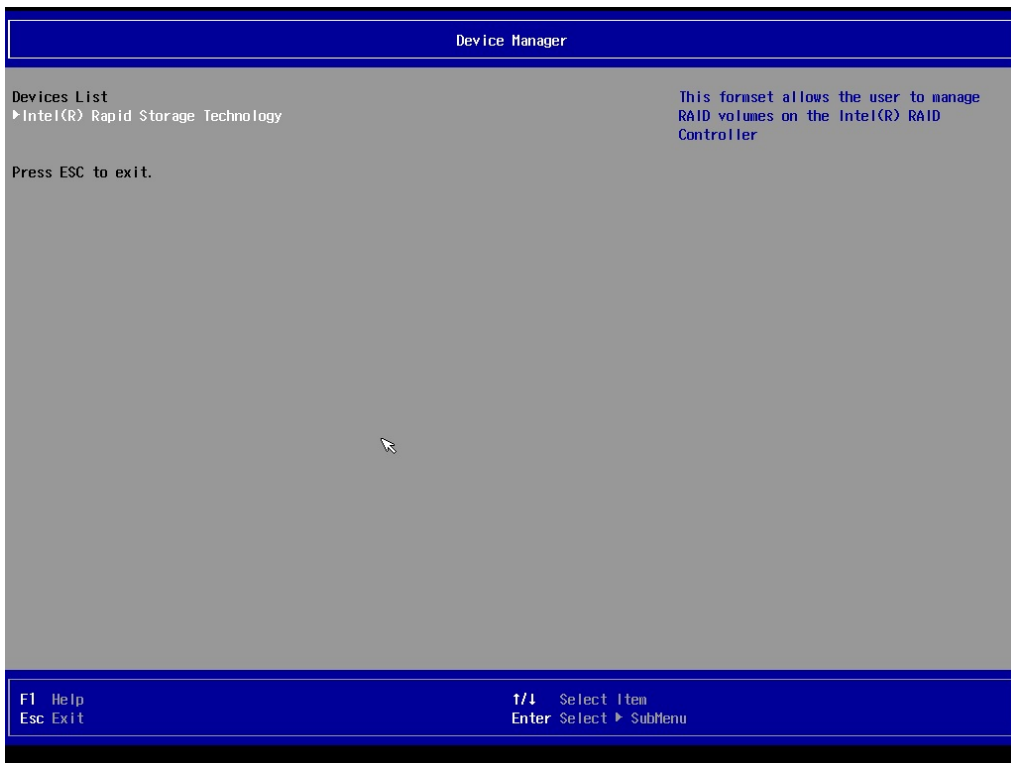 Device Manager
Devices List
▶Intel(R) Rapid Storage Technology
Press ESC to exit.
This formset allows the user to manage
RAID volumes on the Intel(R) RAID
Controller
F1 Help
Esc Exit
↑/↓ Select Item
Enter Select ▶ SubMenu